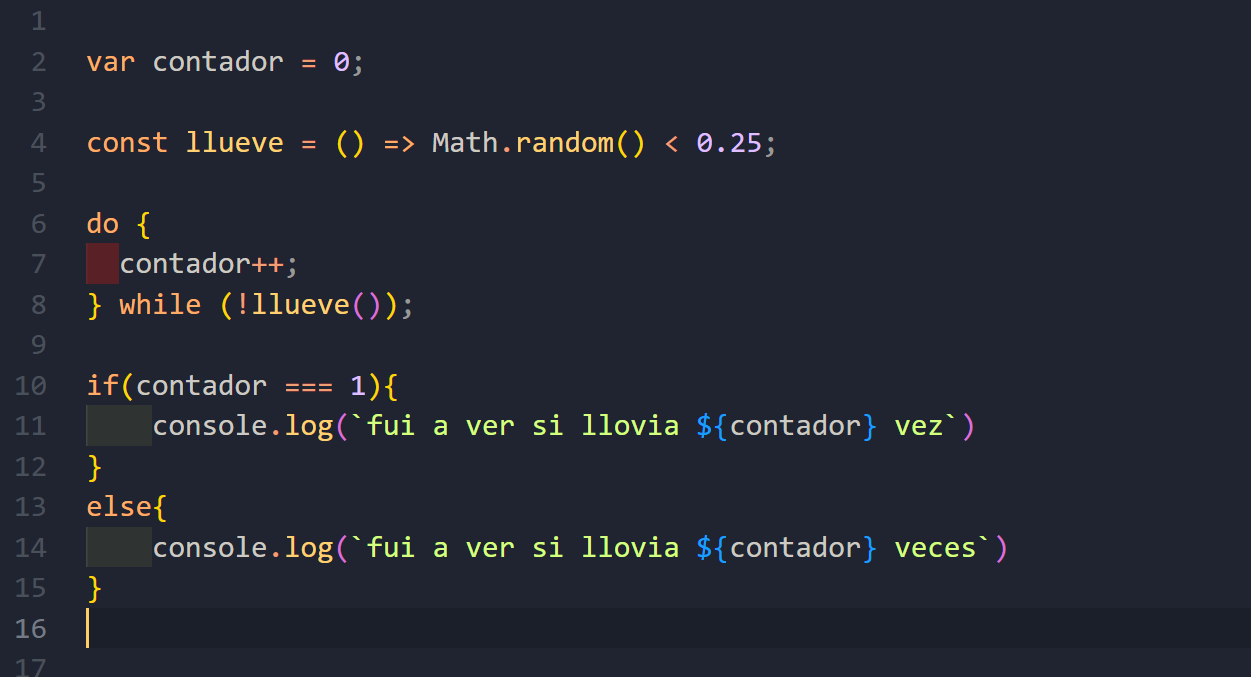 1
2 var contador = 0;
3
4 const llueve = () => Math.random() < 0.25;
5
6 do {
7   contador++;
8 } while (!llueve());
9
10 if(contador === 1){
11     console.log(`fui a ver si llovia ${contador} vez`)
12 }
13 else{
14     console.log(`fui a ver si llovia ${contador} veces`)
15 }
16
17